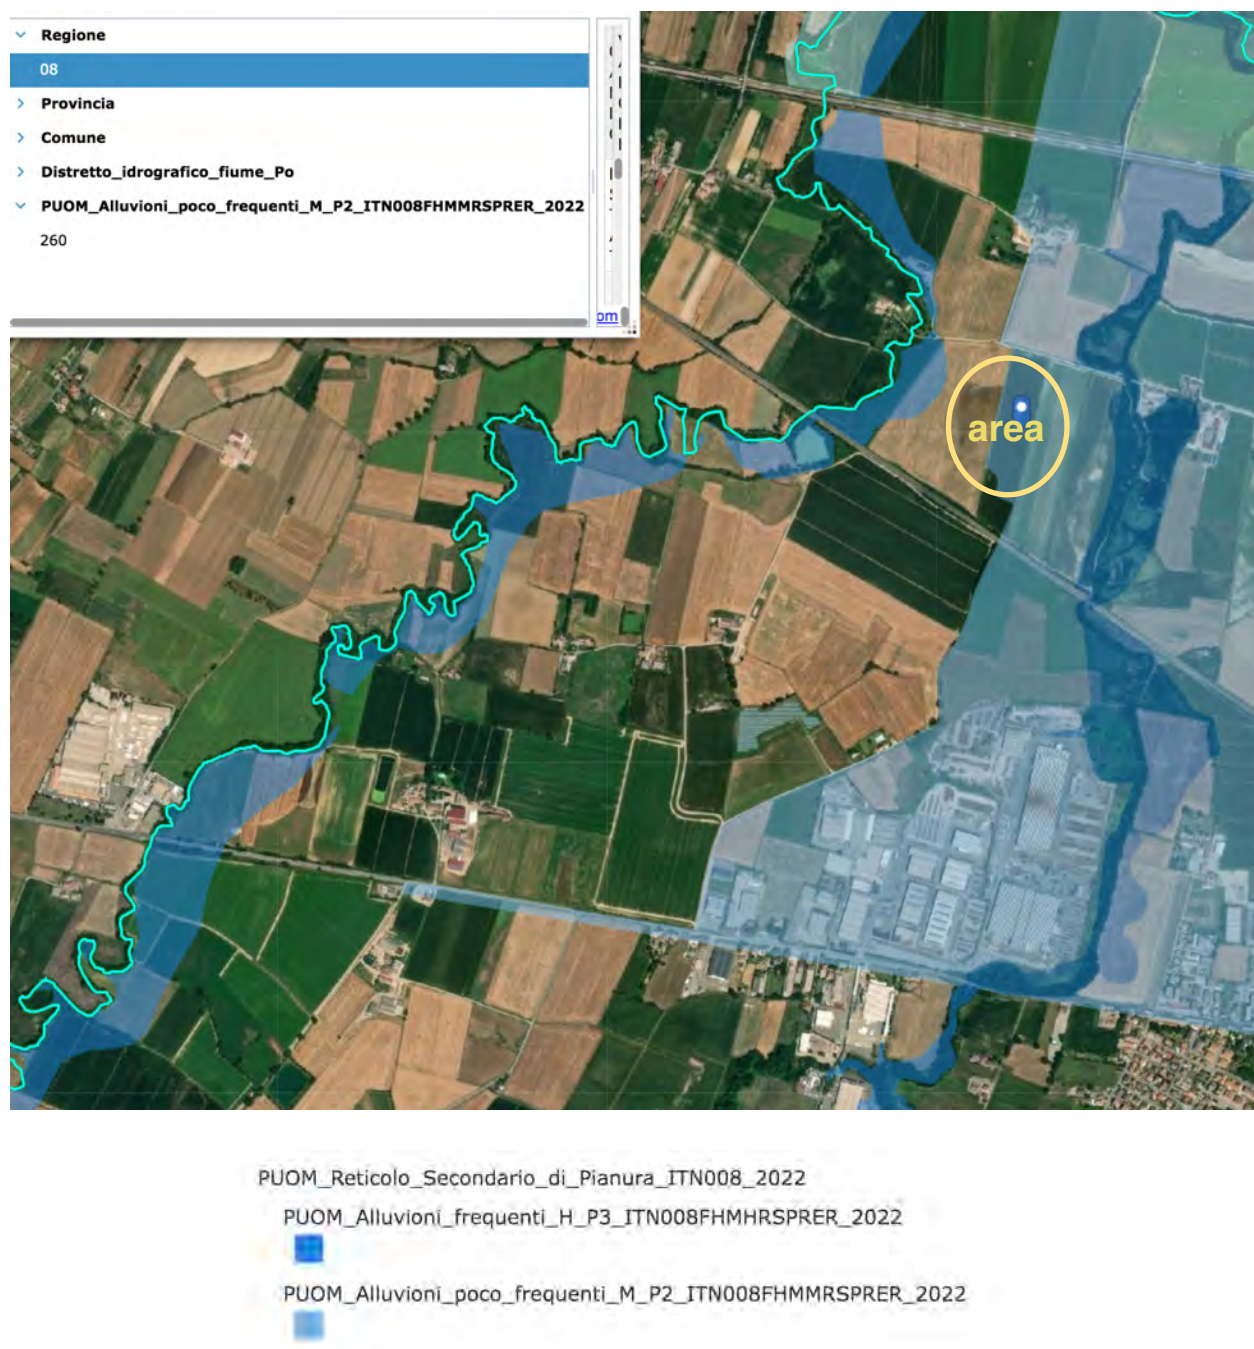 Regione
08
Provincia
Comune
Distretto_idrografico_fiume_Po
PUOM_Alluvioni_poco_frequenti_M_P2_ITN008FHMMRSPRER_2022
260
om
area
PUOM_Reticolo_Secondario_di_Pianura_ITN008_2022
PUOM_Alluvioni_frequenti_H_P3_ITN008FHMHRSPRER_2022
PUOM_Alluvioni_poco_frequenti_M_P2_ITN008FHMMRSPRER_2022